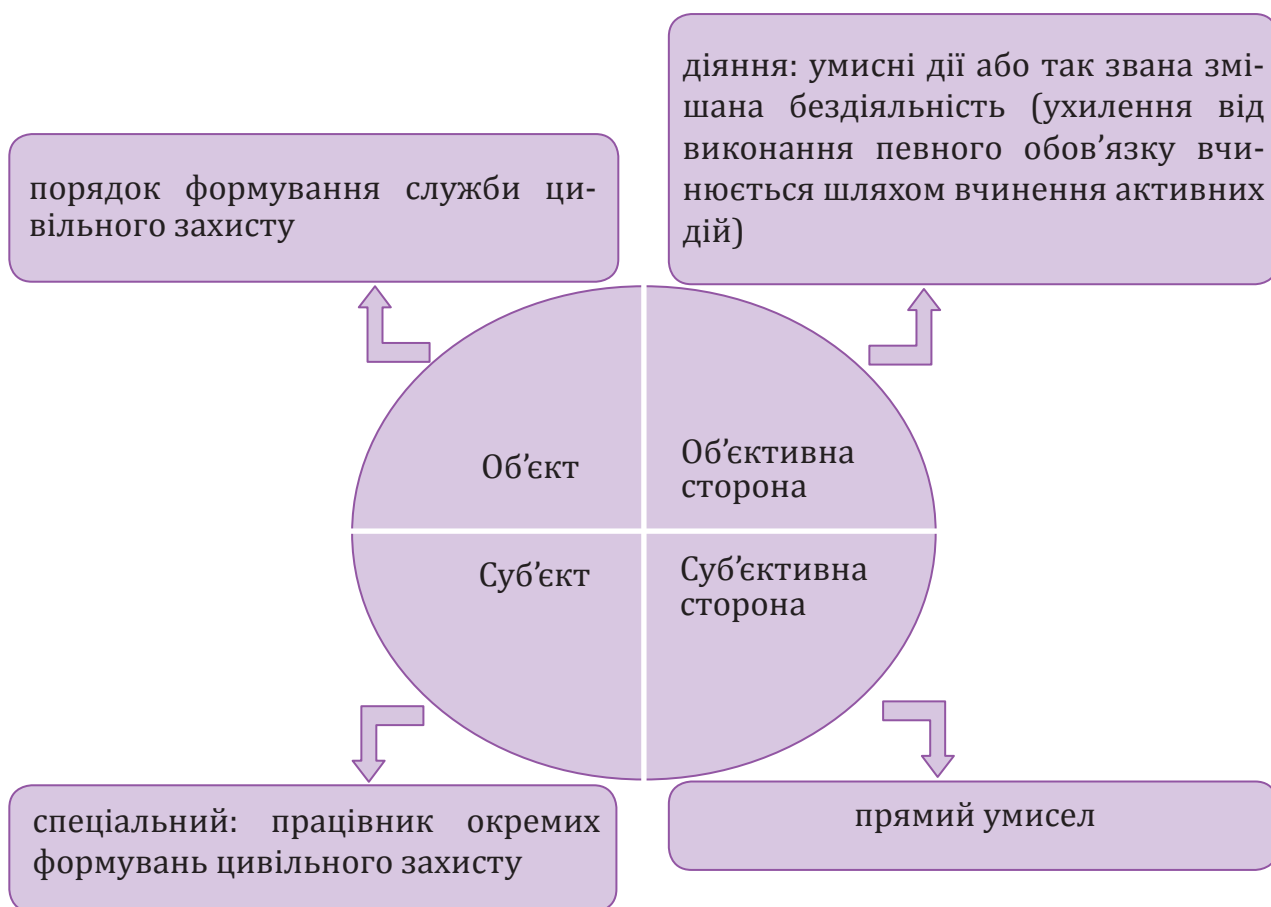 порядок формування служби ци-
вільного захисту
діяння: умисні дії або так звана змі-
шана бездіяльність (ухилення від
виконання певного обов’язку вчи-
нюється шляхом вчинення активних
дій)
Об’єкт
Об’єктивна
сторона
Суб’єкт
Суб’єктивна
сторона
спеціальний: працівник окремих
формувань цивільного захисту
прямий умисел